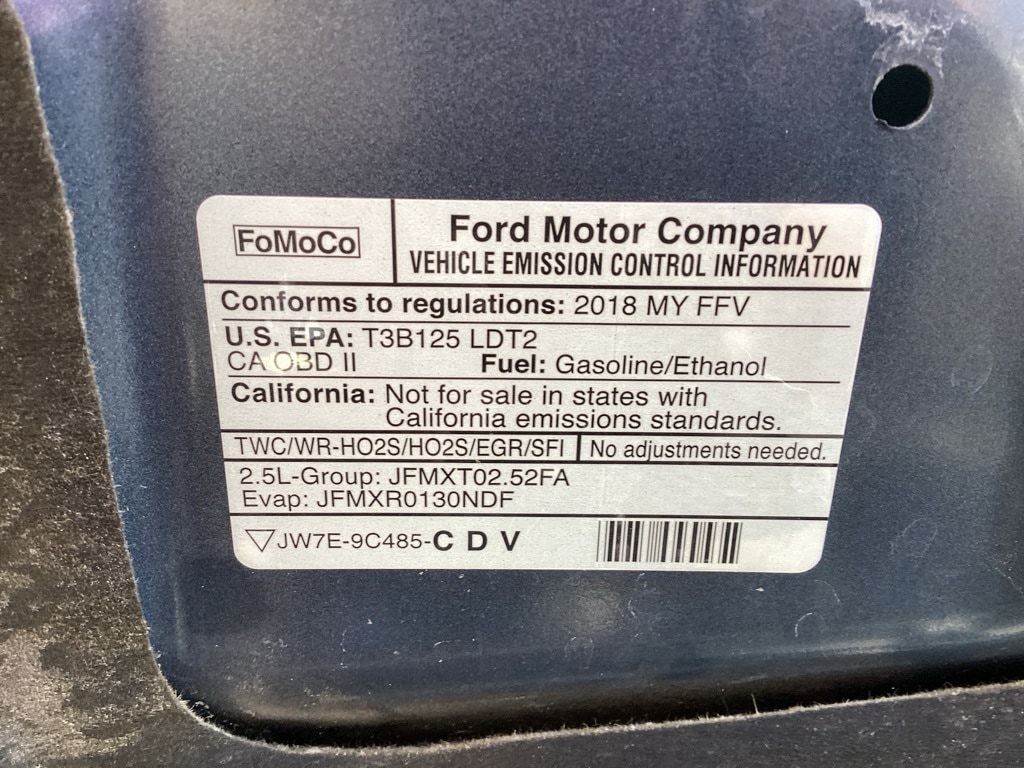 FoMoCo
Ford Motor Company
VEHICLE EMISSION CONTROL INFORMATION
Conforms to regulations: 2018 MY FFV
U.S. EPA: T3B125 LDT2
CA OBD II Fuel: Gasoline/Ethanol
California: Not for sale in states with
California emissions standards.
TWC/WR-HO2S/HO2S/EGR/SFI No adjustments needed.
2.5L-Group: JFMXT02.52FA
Evap: JFMXR0130NDF
JW7E-9C485-C D V